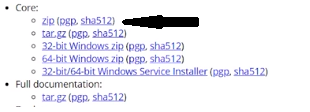 Core:
zip (pgp, sha512)
tar.gz (pgp, sha512)
32-bit Windows zip (pgp, sha512)
64-bit Windows zip (pgp, sha512)
32-bit/64-bit Windows Service Installer (pgp, sha512)
Full documentation:
tar.gz (pgp, sha512)